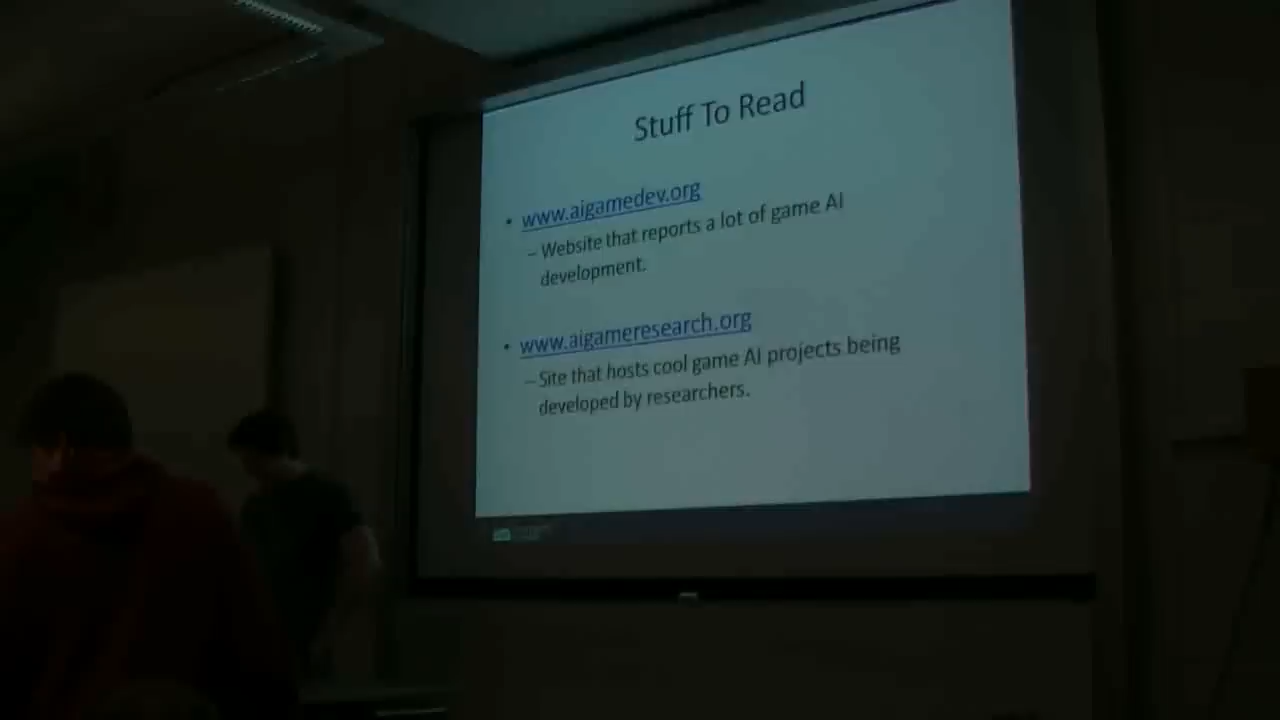 Stuff To Read
• www.aigamedev.org
– Website that reports a lot of game AI
development.
• www.aigameresearch.org
– Site that hosts cool game AI projects being
developed by researchers.